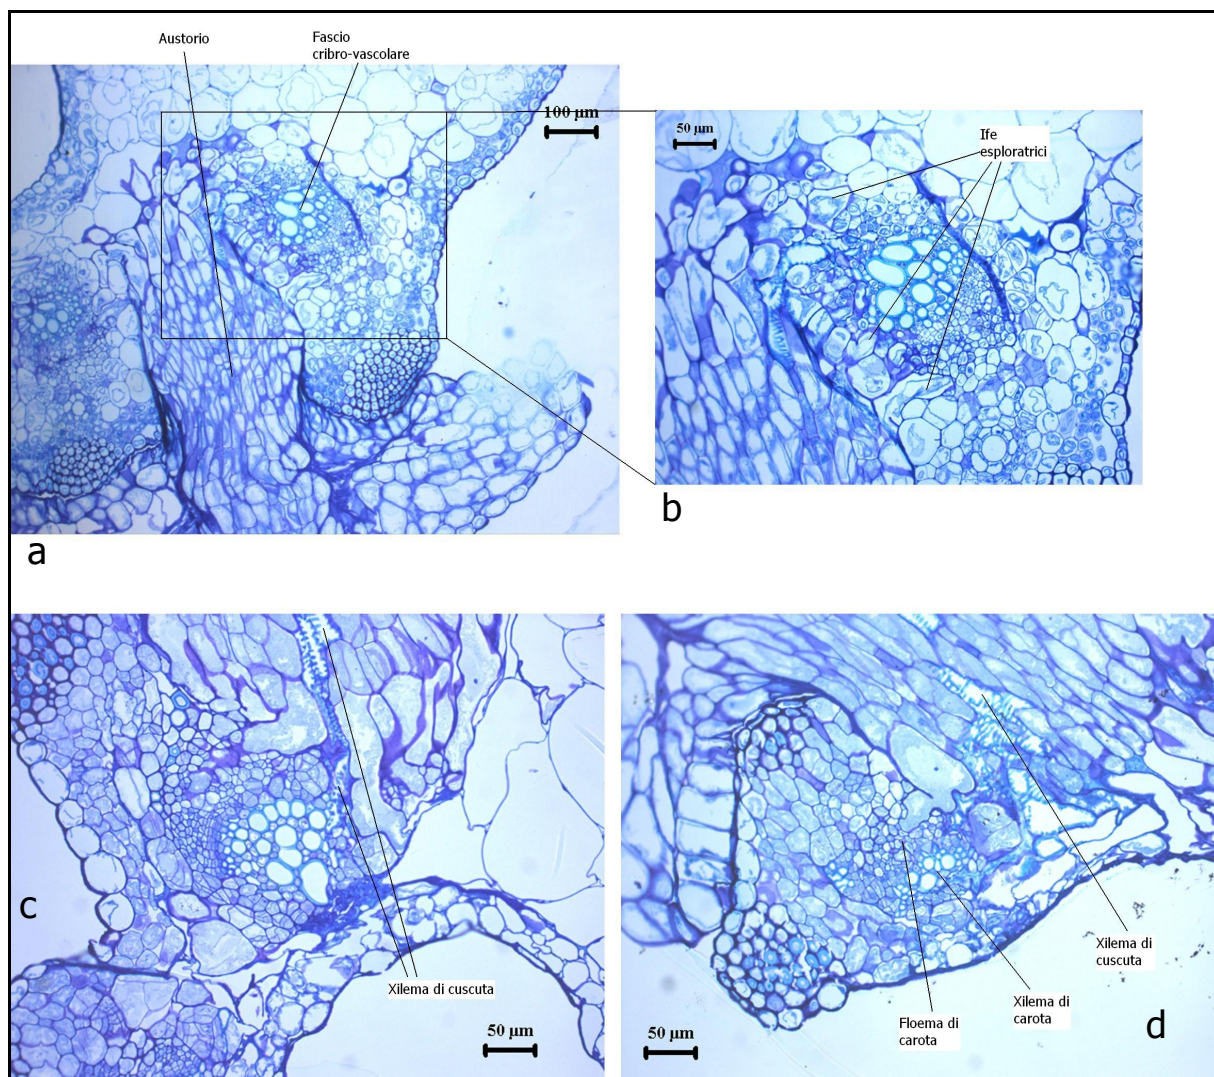 Austorio
Fascio
cribro-vascolare
100 µm
50 µm
Ife
esploratrici
a
b
c
Xilema di cuscuta
50 µm
Xilema di
cuscuta
Xilema di
carota
Floema di
carota
50 µm
d